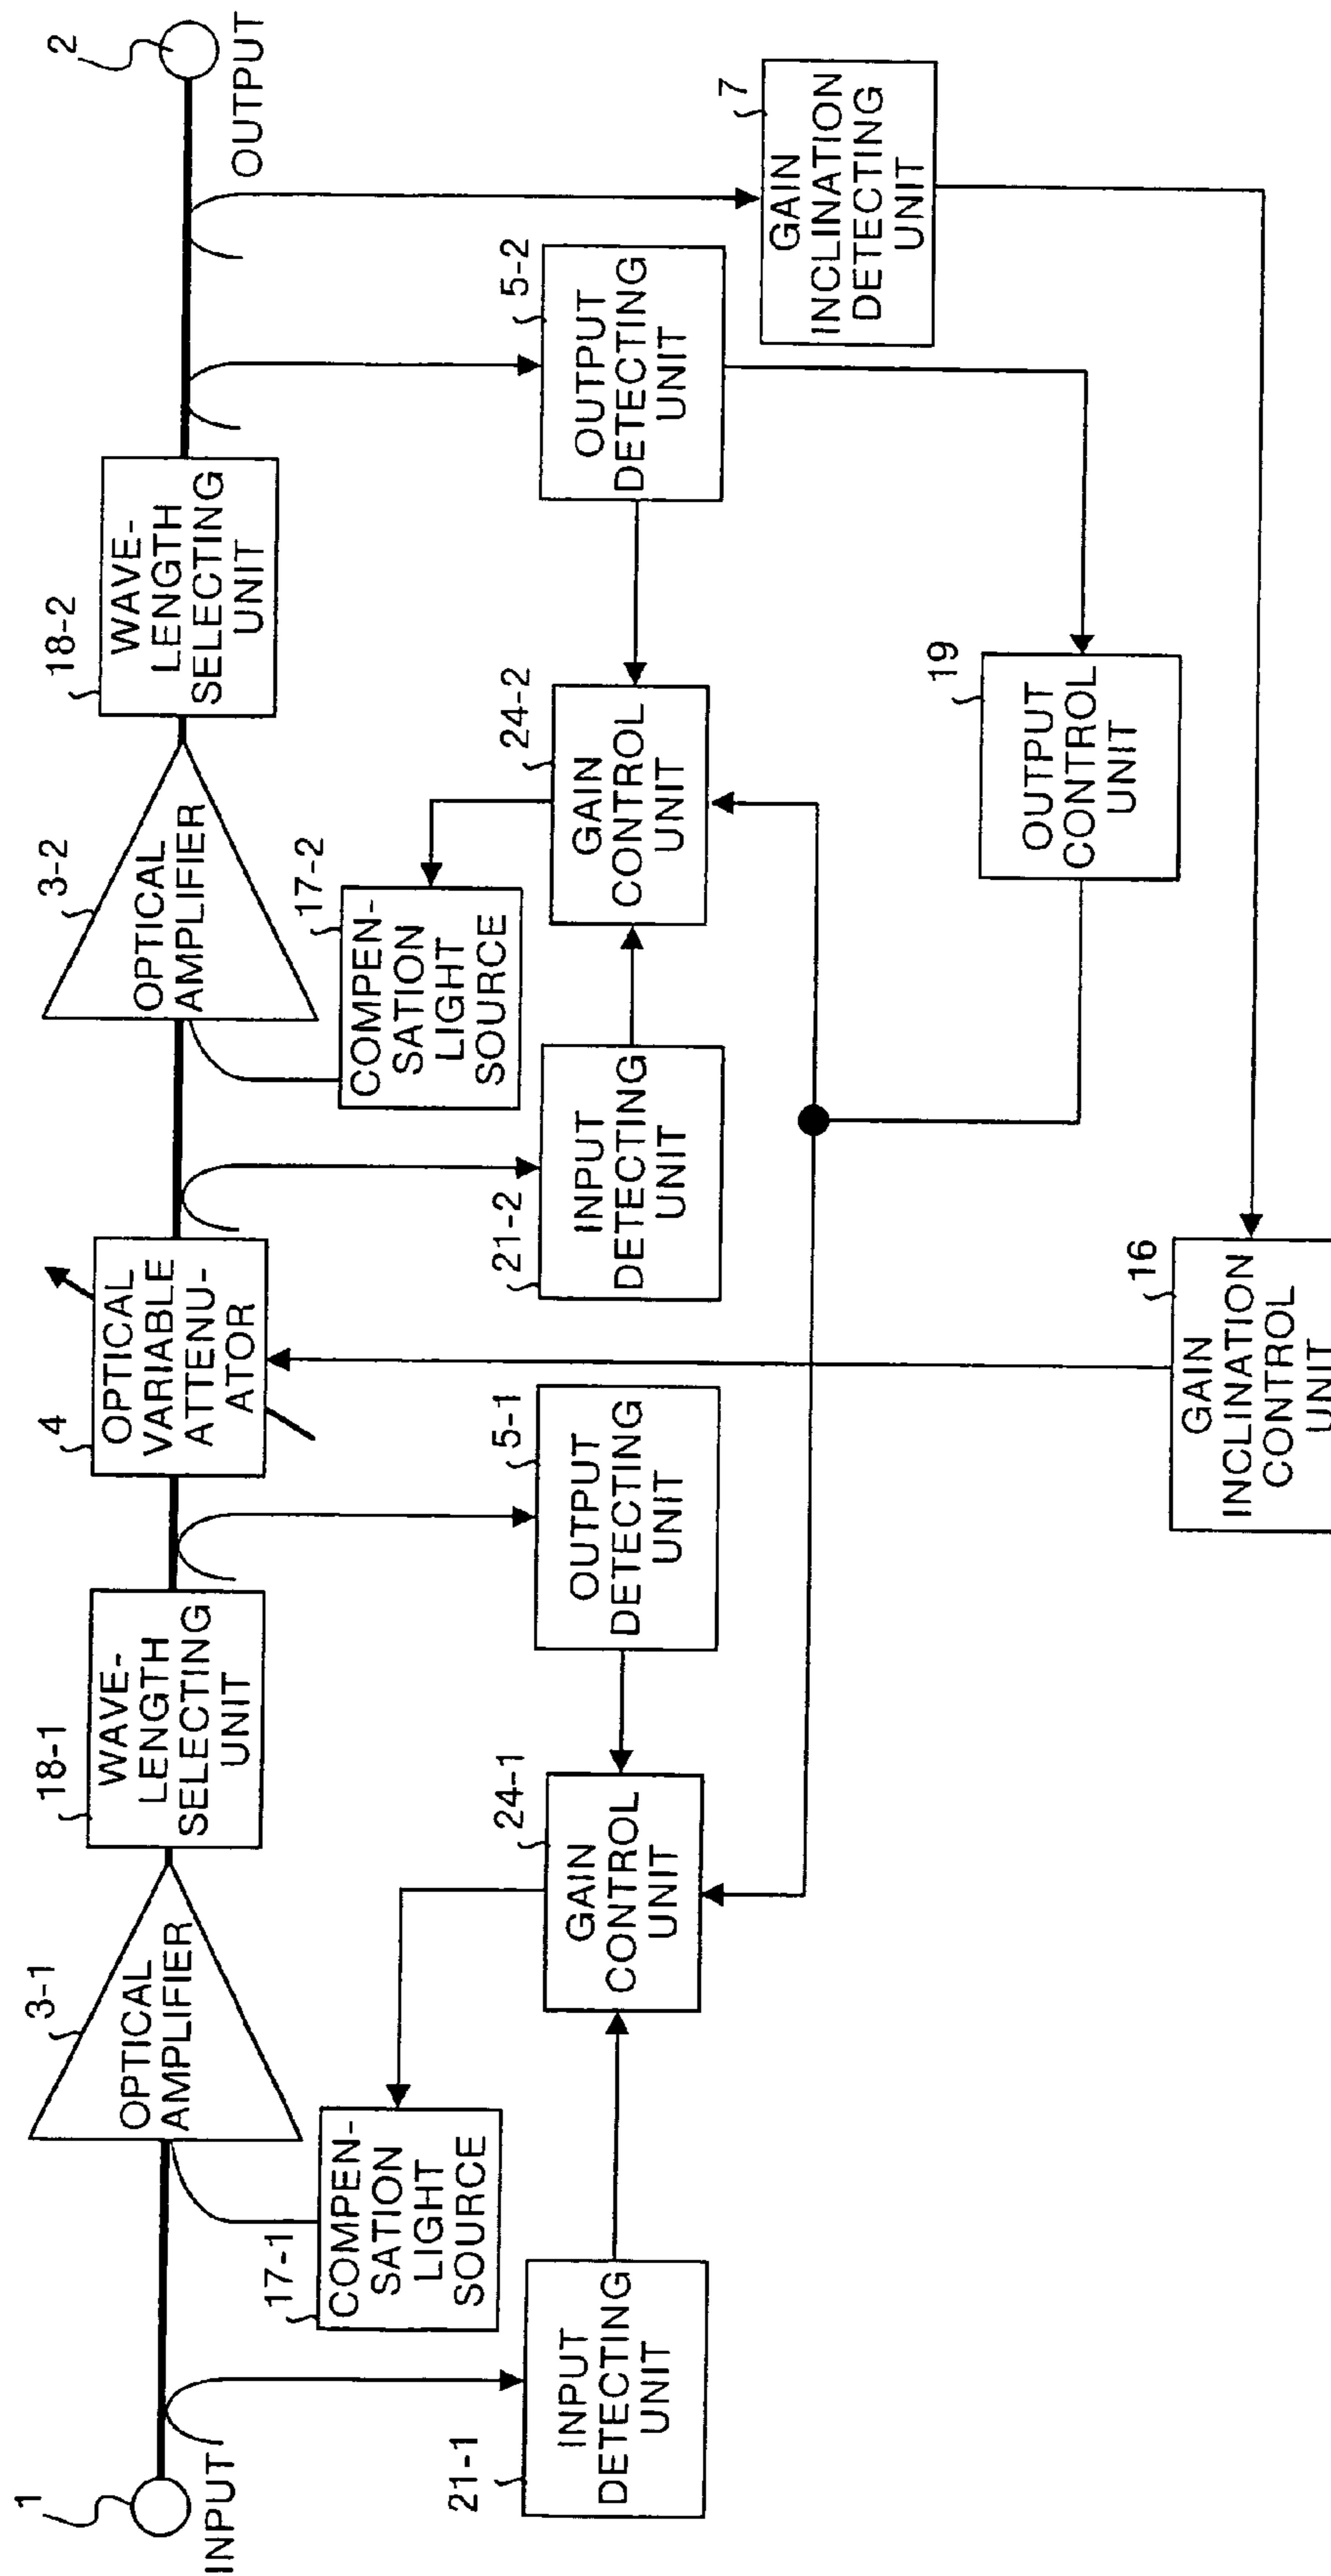 1
INPUT
3-1
OPTICAL
AMPLIFIER
18-1
WAVE-
LENGTH
SELECTING
UNIT
4
OPTICAL
VARIABLE
ATTENU-
ATOR
3-2
OPTICAL
AMPLIFIER
18-2
WAVE-
LENGTH
SELECTING
UNIT
2
OUTPUT
17-1
COMPEN-
SATION
LIGHT
SOURCE
17-2
COMPEN-
SATION
LIGHT
SOURCE
21-1
INPUT
DETECTING
UNIT
24-1
GAIN
CONTROL
UNIT
5-1
OUTPUT
DETECTING
UNIT
21-2
INPUT
DETECTING
UNIT
24-2
GAIN
CONTROL
UNIT
5-2
OUTPUT
DETECTING
UNIT
7
GAIN
INCLINATION
DETECTING
UNIT
19
OUTPUT
CONTROL
UNIT
16
GAIN
INCLINATION
CONTROL
UNIT